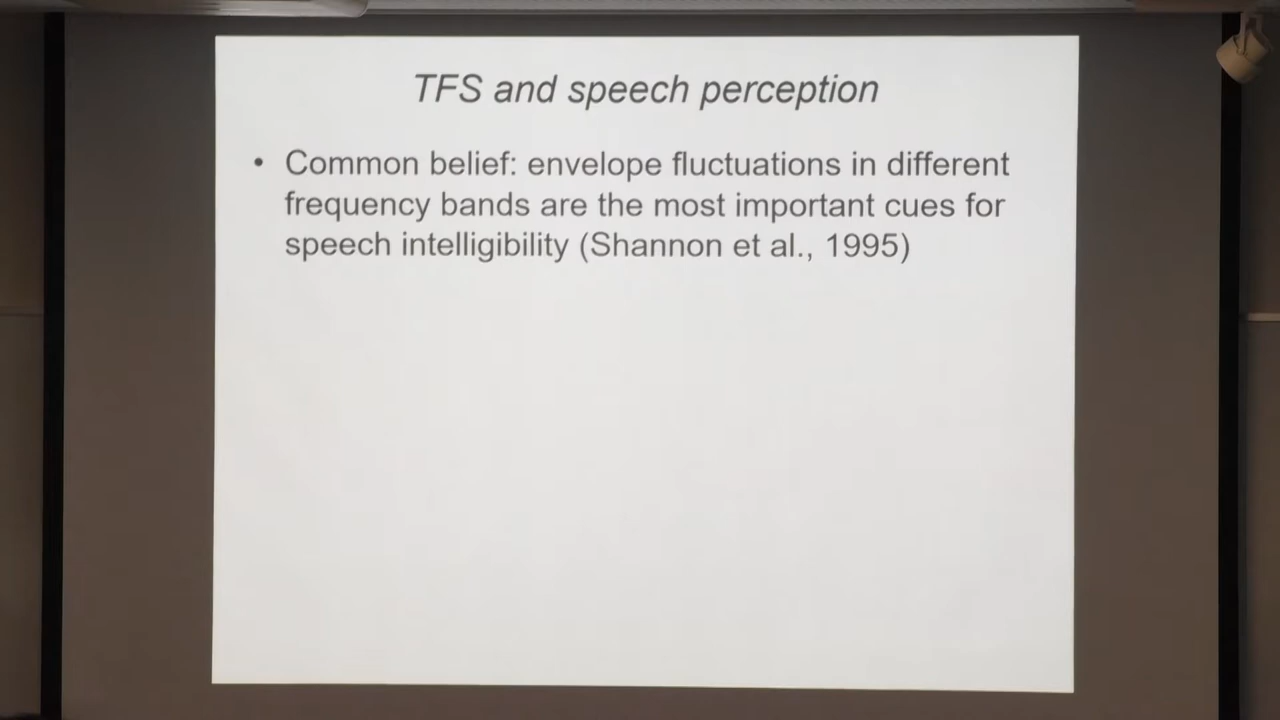 TFS and speech perception
• Common belief: envelope fluctuations in different
frequency bands are the most important cues for
speech intelligibility (Shannon et al., 1995)